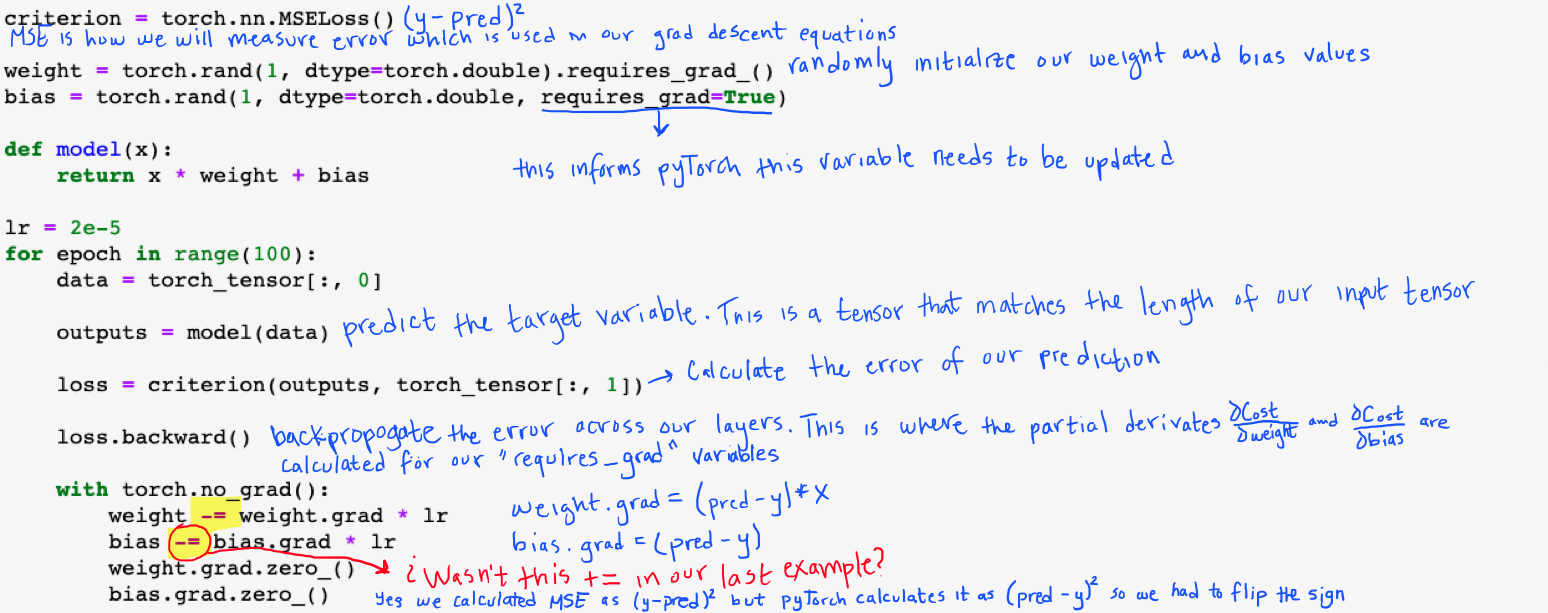 criterion = torch.nn.MSELoss() (y-pred)²
MSE is how we will measure error which is used in our grad descent equations
weight = torch.rand(1, dtype=torch.double).requires_grad_() randomly initialize our weight and bias values
bias = torch.rand(1, dtype=torch.double, requires_grad=True)
def model(x):
this informs pyTorch this variable needs to be updated
return x * weight + bias
lr = 2e-5
for epoch in range(100):
data = torch_tensor[:, 0]
outputs = model(data) predict the target variable. This is a tensor that matches the length of our input tensor
loss = criterion(outputs, torch_tensor[:, 1]) → Calculate the error of our prediction
loss.backward() backpropogate the error across our layers. This is where the partial derivates ∂Cost/∂weight and ∂Cost/∂bias are
calculated for our "requires_grad" variables
with torch.no_grad():
weight -= weight.grad * lr weight.grad = (pred-y)*x
bias -= bias.grad * lr bias.grad = (pred-y)
weight.grad.zero_() ¿Wasn't this += in our last example?
bias.grad.zero_() Yes we calculated MSE as (y-pred)² but pyTorch calculates it as (pred-y)² so we had to flip the sign